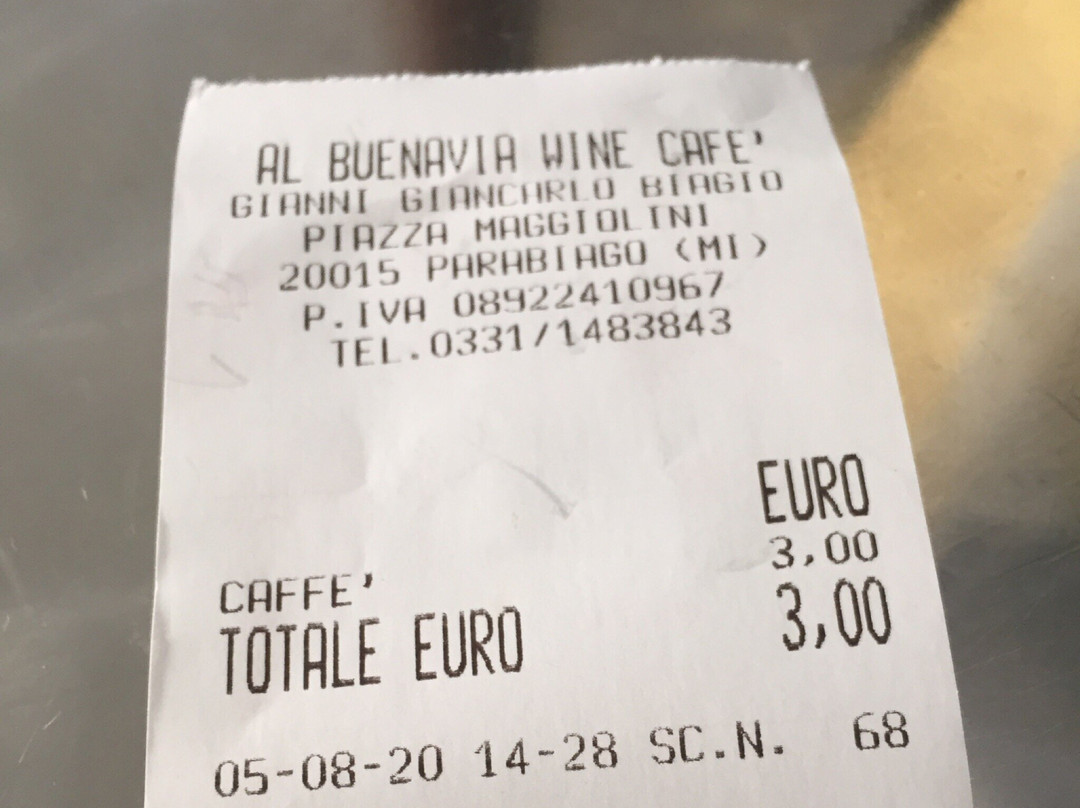 AL BUENAVIA WINE CAFE'
GIANNI GIANCARLO BIAGIO
PIAZZA MAGGIOLINI
20015 PARABIAGO (MI)
P.IVA 08922410967
TEL.0331/1483843
EURO
CAFFE' 3,00
TOTALE EURO 3,00
05-08-20 14-28 SC.N. 68